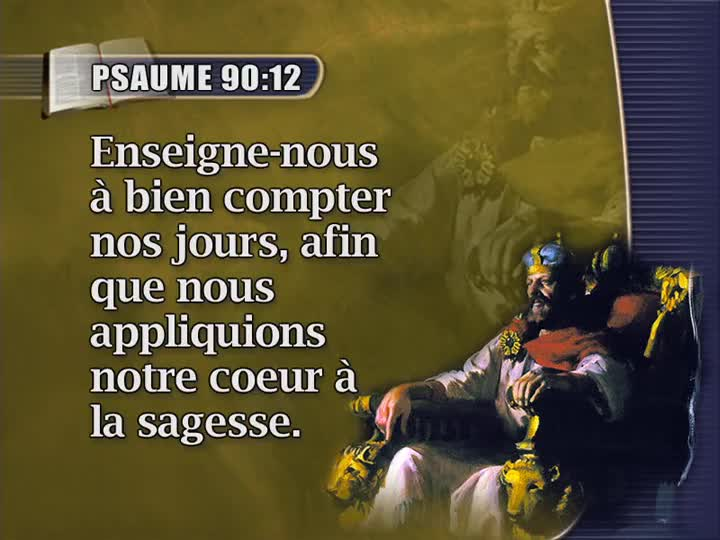 PSAUME 90:12
Enseigne-nous
à bien compter
nos jours, afin
que nous
appliquions
notre coeur à
la sagesse.